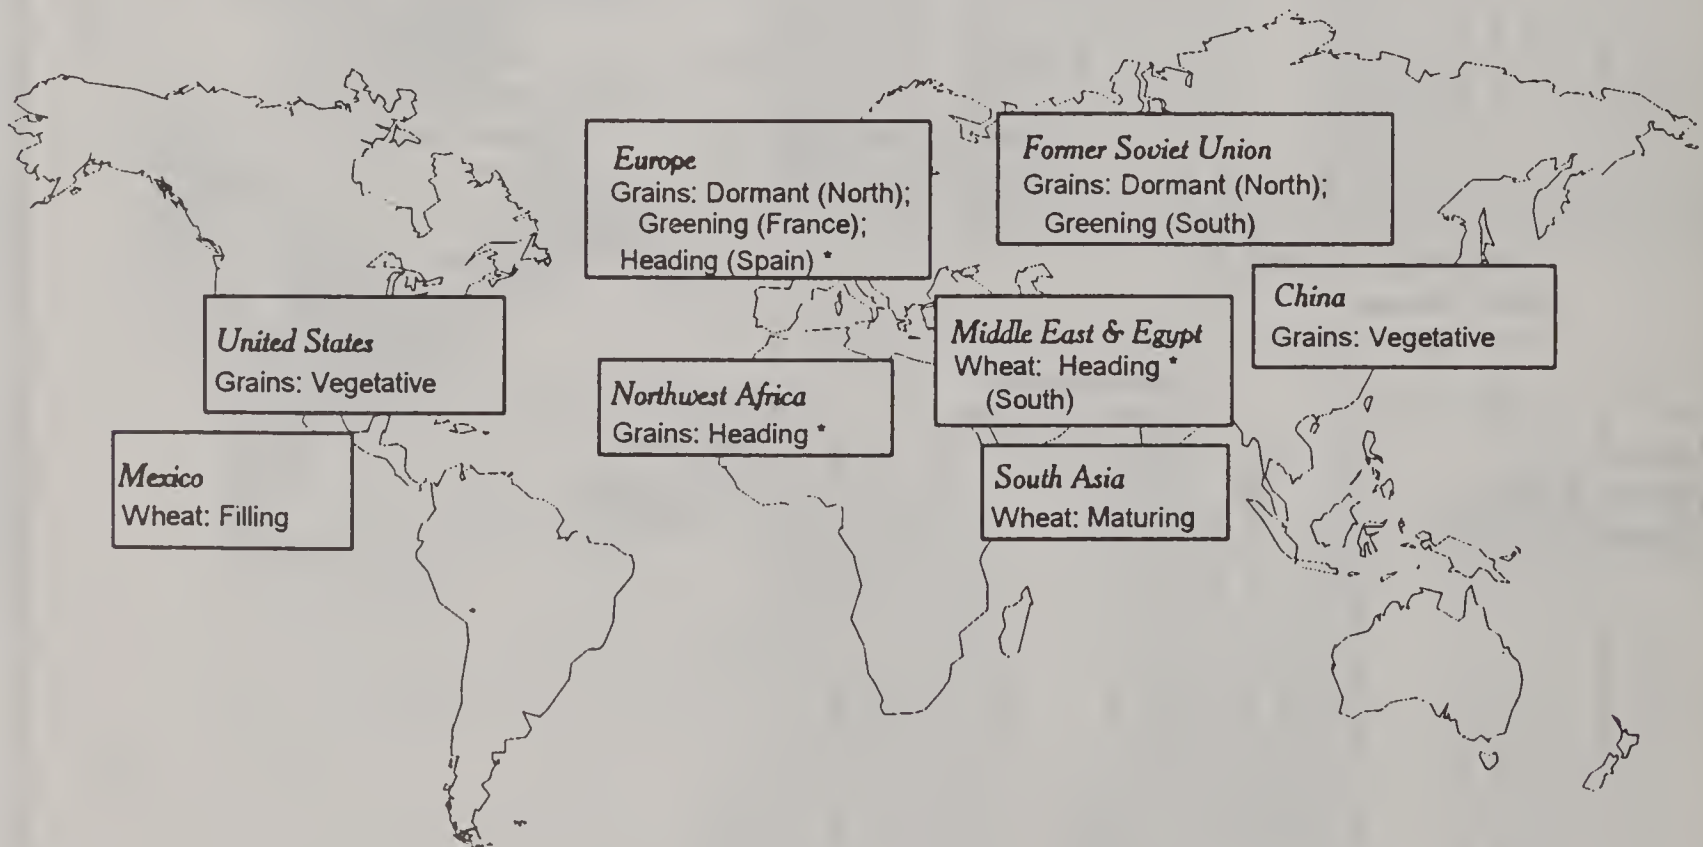 Europe
Grains: Dormant (North);
Greening (France);
Heading (Spain) *
Former Soviet Union
Grains: Dormant (North);
Greening (South)
United States
Grains: Vegetative
Northwest Africa
Grains: Heading *
Middle East & Egypt
Wheat: Heading *
(South)
China
Grains: Vegetative
Mexico
Wheat: Filling
South Asia
Wheat: Maturing